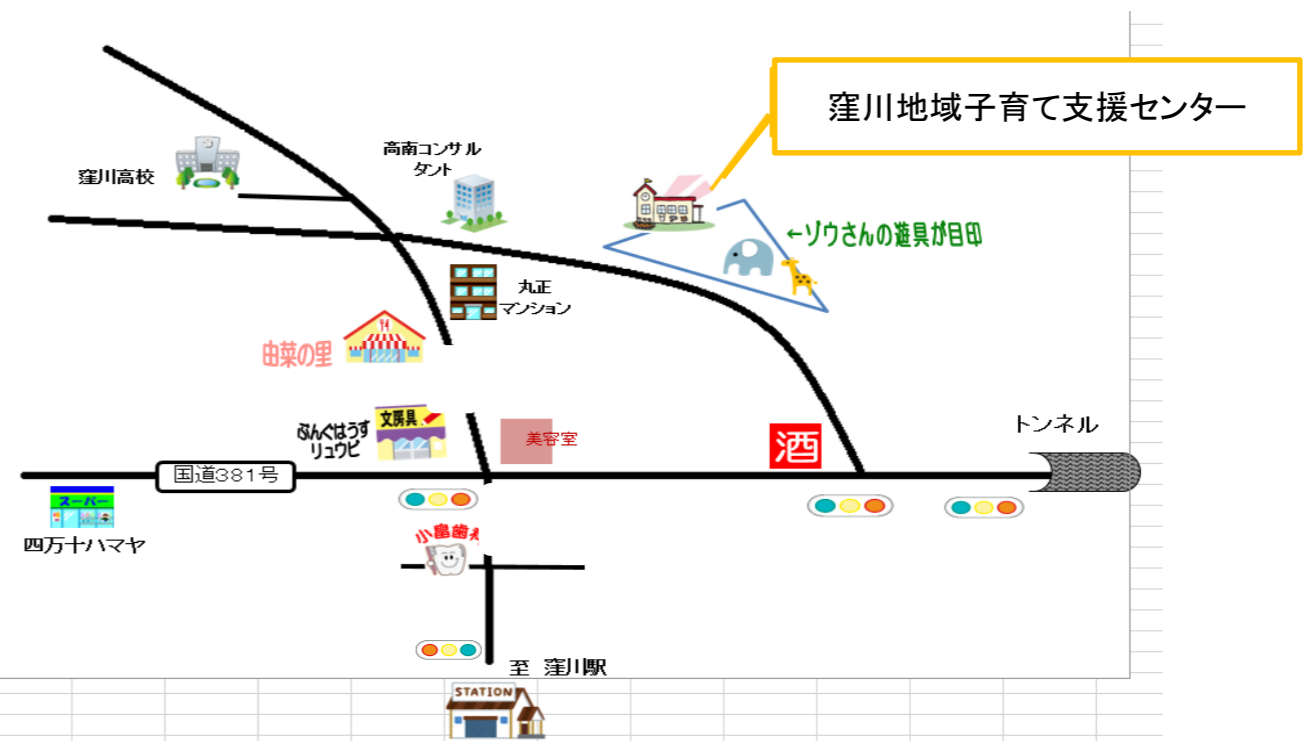 窪川地域子育て支援センター
高南コンサル
タント
窪川高校
←ゾウさんの遊具が目印
丸正
マンション
由菜の里
文房具
ぶんぐはうす
リュウビ
美容室
酒
トンネル
国道381号
スーパー
四万十ハマヤ
小畠歯
至 窪川駅
STATION